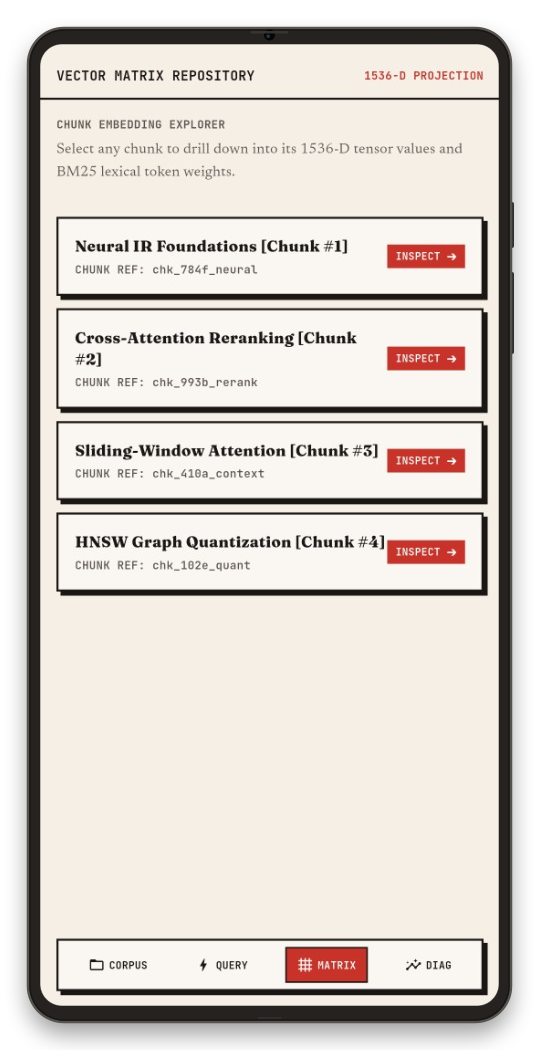 VECTOR MATRIX REPOSITORY
1536-D PROJECTION
CHUNK EMBEDDING EXPLORER
Select any chunk to drill down into its 1536-D tensor values and
BM25 lexical token weights.
Neural IR Foundations [Chunk #1]
CHUNK REF: chk_784f_neural
INSPECT →
Cross-Attention Reranking [Chunk
#2]
CHUNK REF: chk_993b_rerank
INSPECT →
Sliding-Window Attention [Chunk #3]
CHUNK REF: chk_410a_context
INSPECT →
HNSW Graph Quantization [Chunk #4]
CHUNK REF: chk_102e_quant
INSPECT →
CORPUS
QUERY
MATRIX
DIAG